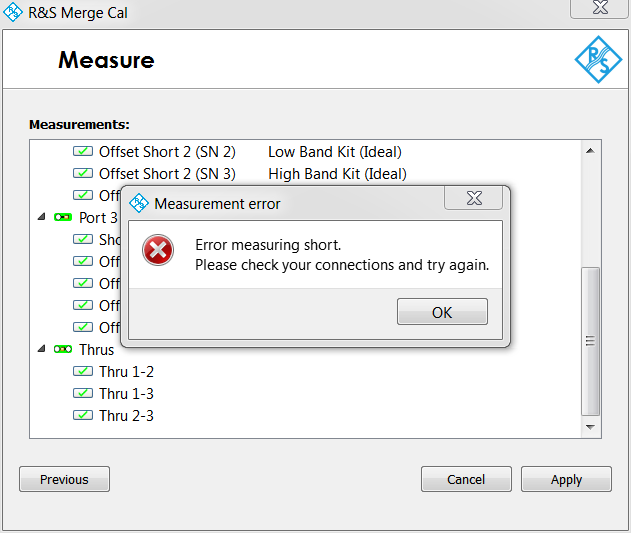 R&S Merge Cal
Measure
Measurements:
Offset Short 2 (SN 2) Low Band Kit (Ideal)
Offset Short 2 (SN 3) High Band Kit (Ideal)
Off
Measurement error
Port 3
Sho
Error measuring short.
Off
Please check your connections and try again.
Off
Off
OK
Off
Thrus
Thru 1-2
Thru 1-3
Thru 2-3
Previous Cancel Apply